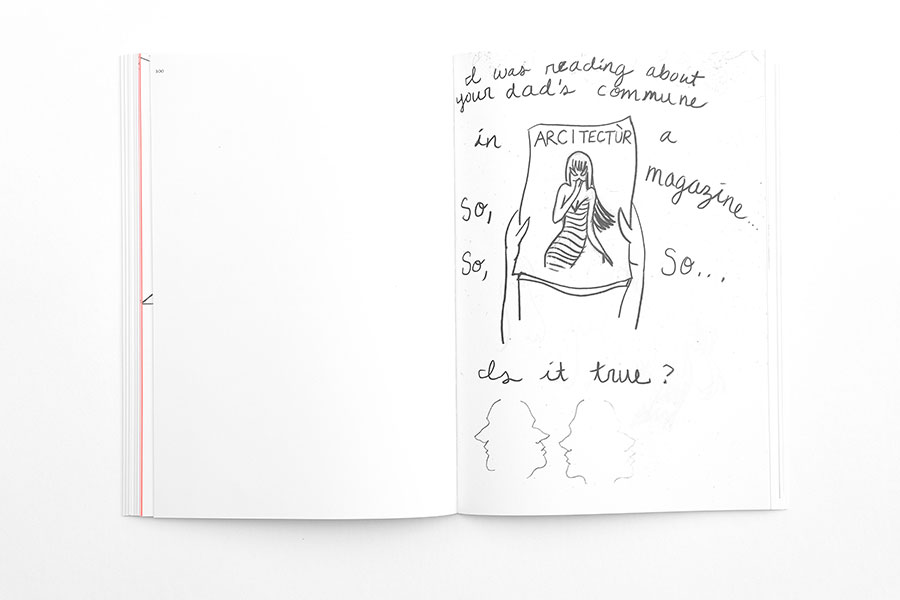 100
I was reading about
your dad's commune
in ARCITECTÙR a
magazine...
So,
So, So...
Is it true?